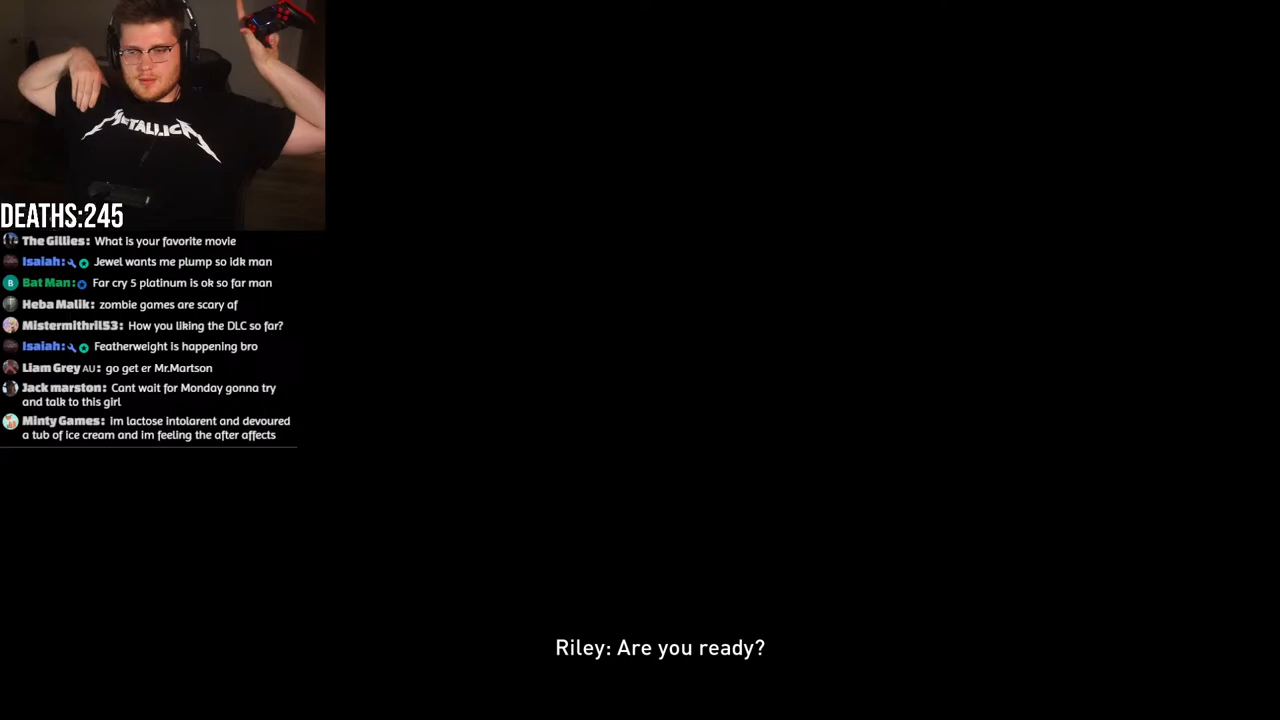 METALLICA
DEATHS:245
The Gillies: What is your favorite movie
Isaiah: Jewel wants me plump so idk man
B Bat Man: Far cry 5 platinum is ok so far man
Heba Malik: zombie games are scary af
Mistermithril53: How you liking the DLC so far?
Isaiah: Featherweight is happening bro
Liam Grey AU: go get er Mr.Martson
Jack marston: Cant wait for Monday gonna try
and talk to this girl
Minty Games: im lactose intolarent and devoured
a tub of ice cream and im feeling the after affects
Riley: Are you ready?